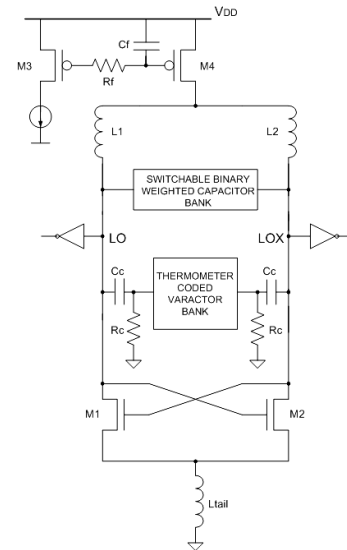 VDD
Cf
M3
Rf
M4
L1
L2
SWITCHABLE BINARY
WEIGHTED CAPACITOR
BANK
LO
LOX
Cc
THERMOMETER
CODED
VARACTOR
BANK
Cc
Rc
Rc
M1
M2
Ltail